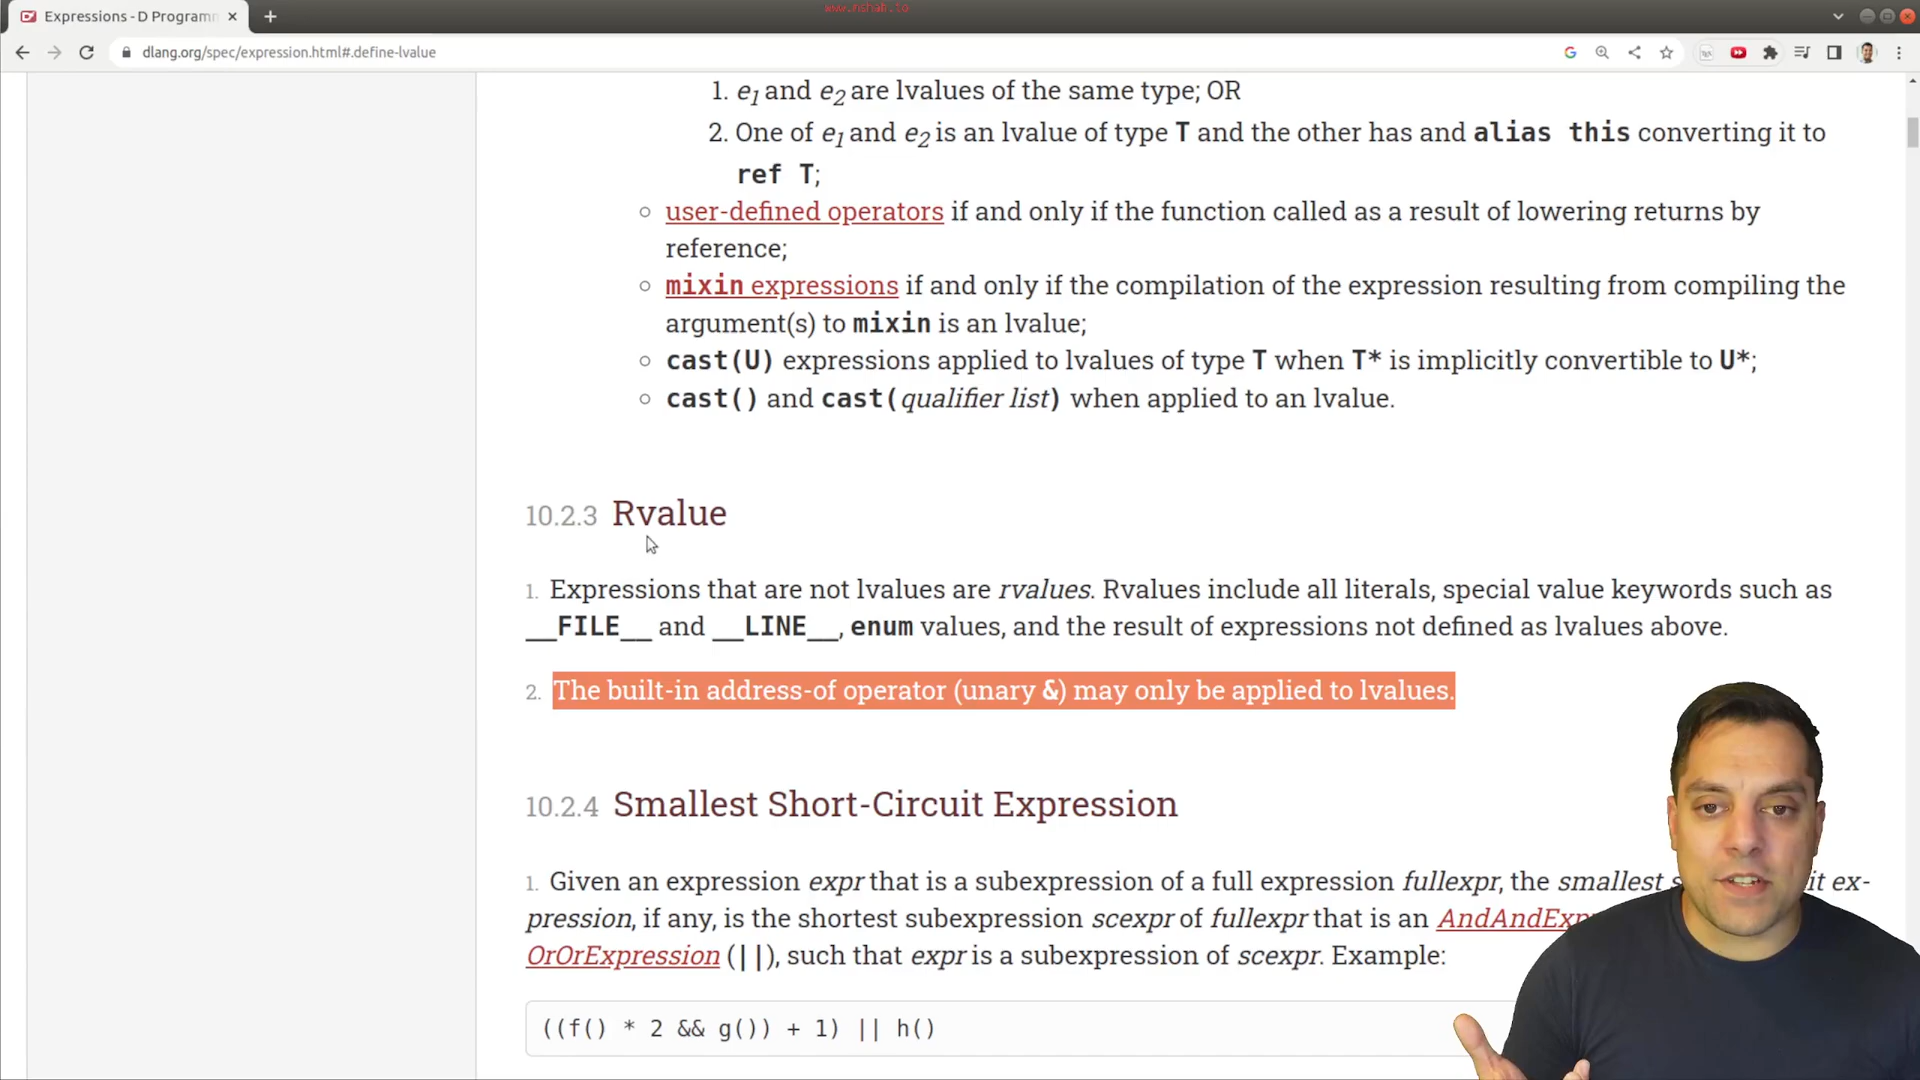 Expressions - D Programm
www.mshab.to
dlang.org/spec/expression.html#.define-lvalue
1. e1 and e2 are lvalues of the same type; OR
2. One of e1 and e2 is an lvalue of type T and the other has and alias this converting it to
ref T;
user-defined operators if and only if the function called as a result of lowering returns by
reference;
mixin expressions if and only if the compilation of the expression resulting from compiling the
argument(s) to mixin is an lvalue;
cast(U) expressions applied to lvalues of type T when T* is implicitly convertible to U*;
cast() and cast(qualifier list) when applied to an lvalue.
10.2.3 Rvalue
1. Expressions that are not lvalues are rvalues. Rvalues include all literals, special value keywords such as
__FILE__ and __LINE__, enum values, and the result of expressions not defined as lvalues above.
2. The built-in address-of operator (unary &) may only be applied to lvalues.
10.2.4 Smallest Short-Circuit Expression
1. Given an expression expr that is a subexpression of a full expression fullexpr, the smallest s it ex-
pression, if any, is the shortest subexpression scexpr of fullexpr that is an AndAndExp
OrOrExpression (||), such that expr is a subexpression of scexpr. Example:
((f() * 2 && g()) + 1) || h()